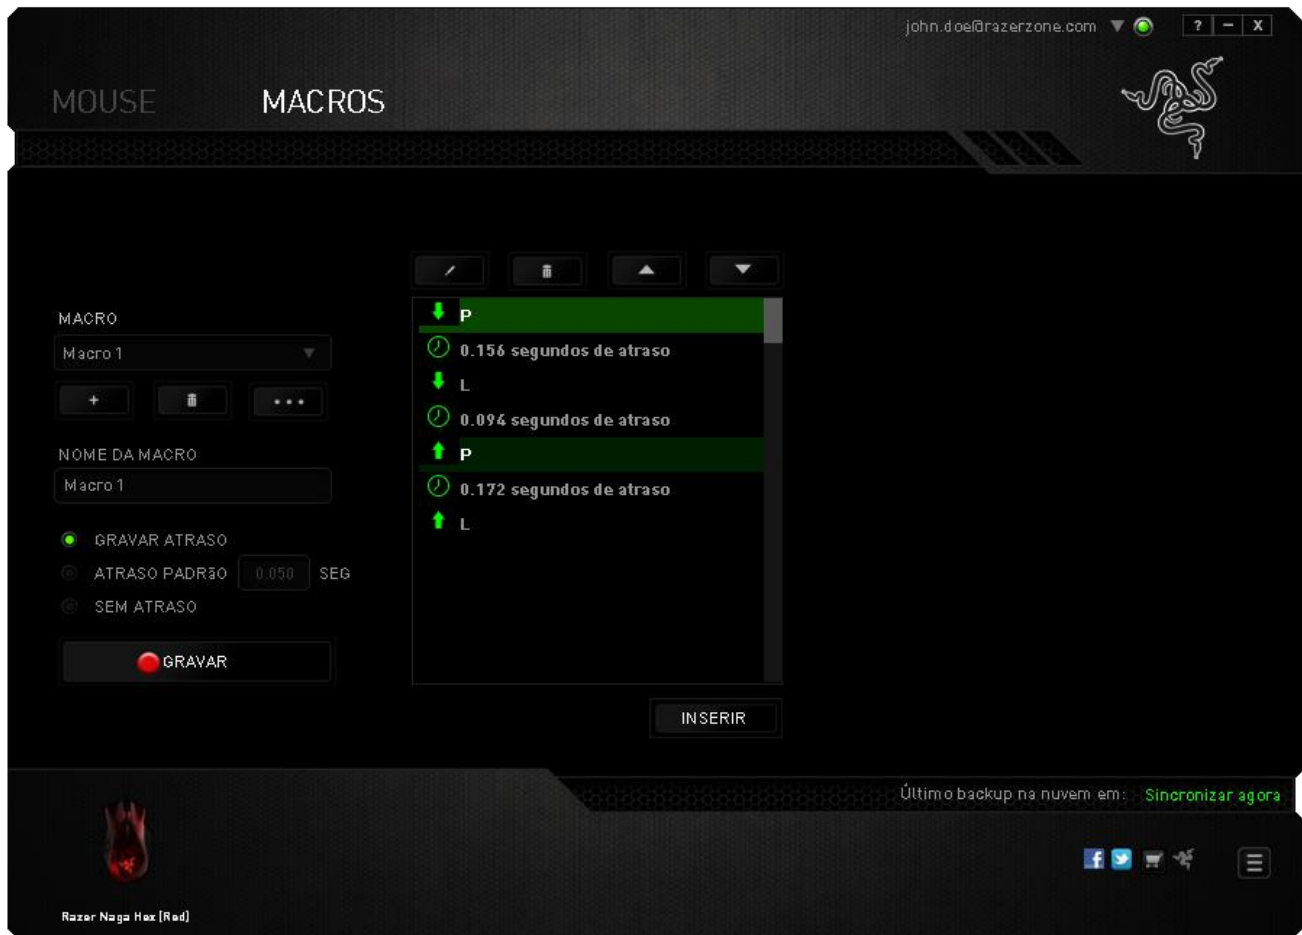 john.doe@razerzone.com
? − X
MOUSE MACROS
MACRO
Macro 1
+ •••
NOME DA MACRO
Macro 1
GRAVAR ATRASO
ATRASO PADRãO 0.050 SEG
SEM ATRASO
GRAVAR
P
0.156 segundos de atraso
L
0.094 segundos de atraso
P
0.172 segundos de atraso
L
INSERIR
Último backup na nuvem em: Sincronizar agora
Razer Naga Hex [Red]